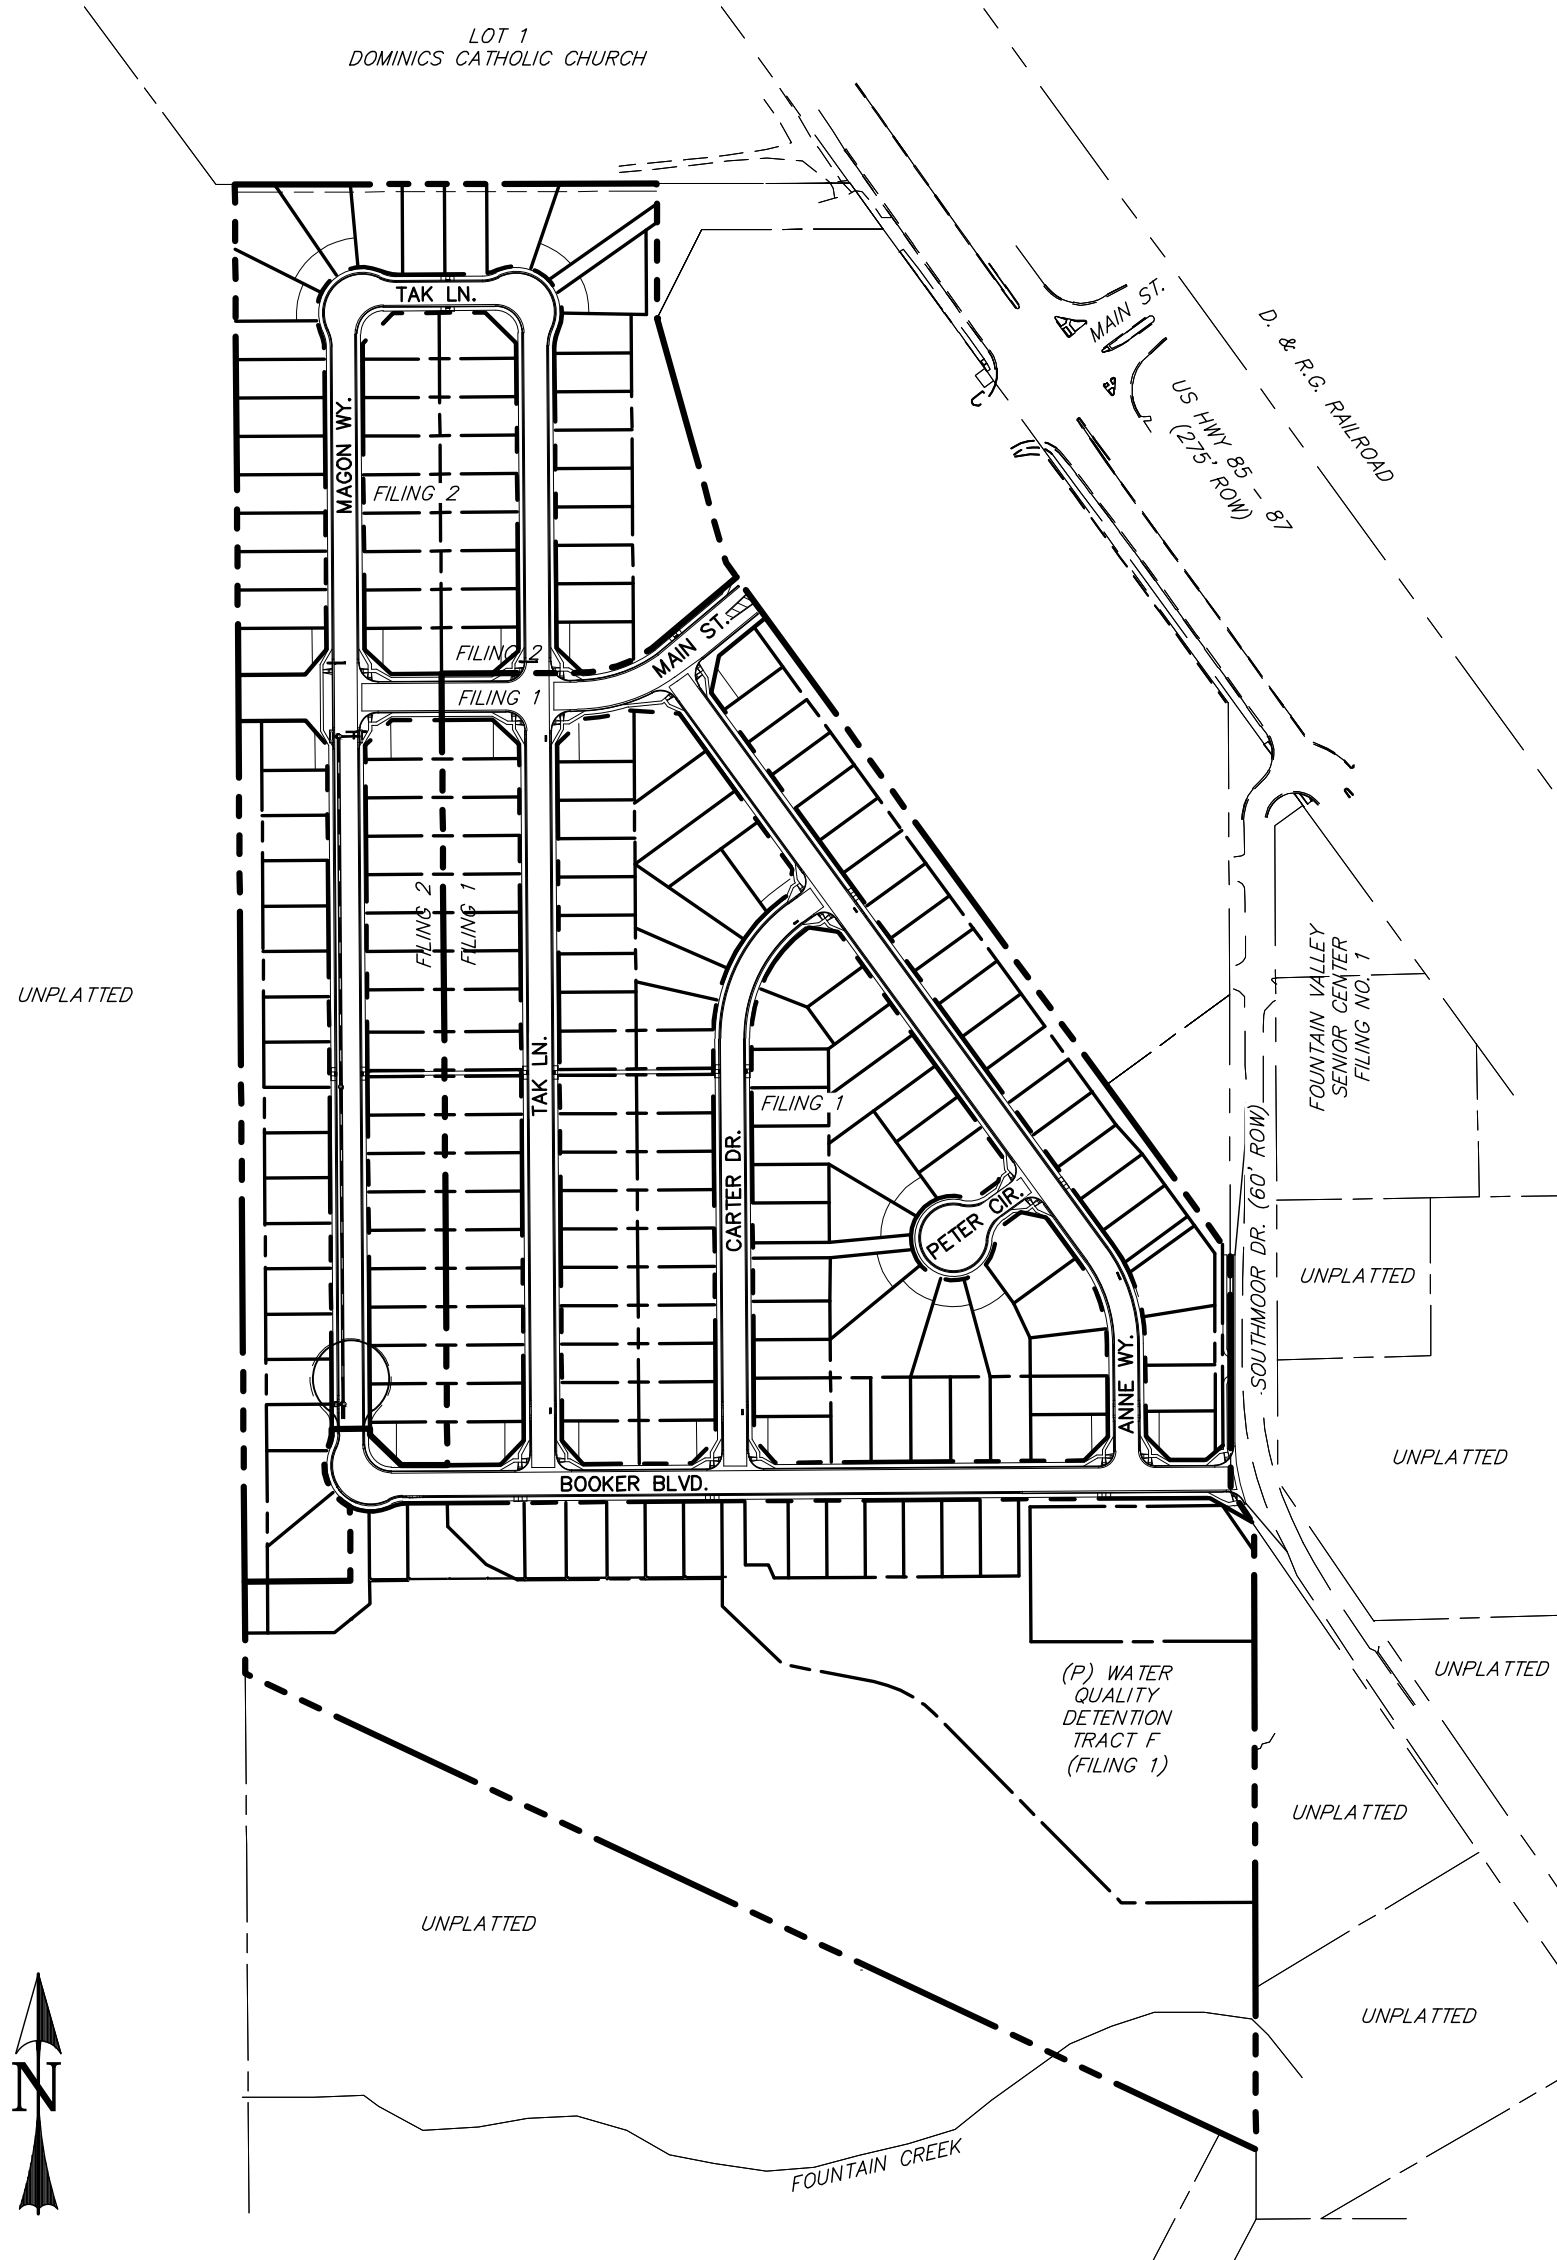 LOT 1
DOMINICS CATHOLIC CHURCH
TAK LN.
MAIN ST.
D. & R.G. RAILROAD
US HWY 85 - 87
(275' ROW)
MAGON WY.
FILING 2
MAIN ST.
FILING 2
FILING 1
FILING 2
FILING 1
UNPLATTED
FOUNTAIN VALLEY
SENIOR CENTER
FILING NO. 1
TAK LN.
FILING 1
CARTER DR.
PETER CIR.
SOUTHMOOR DR. (60' ROW)
UNPLATTED
ANNE WY.
UNPLATTED
BOOKER BLVD.
(P) WATER
QUALITY
DETENTION
TRACT F
(FILING 1)
UNPLATTED
UNPLATTED
UNPLATTED
UNPLATTED
N
FOUNTAIN CREEK